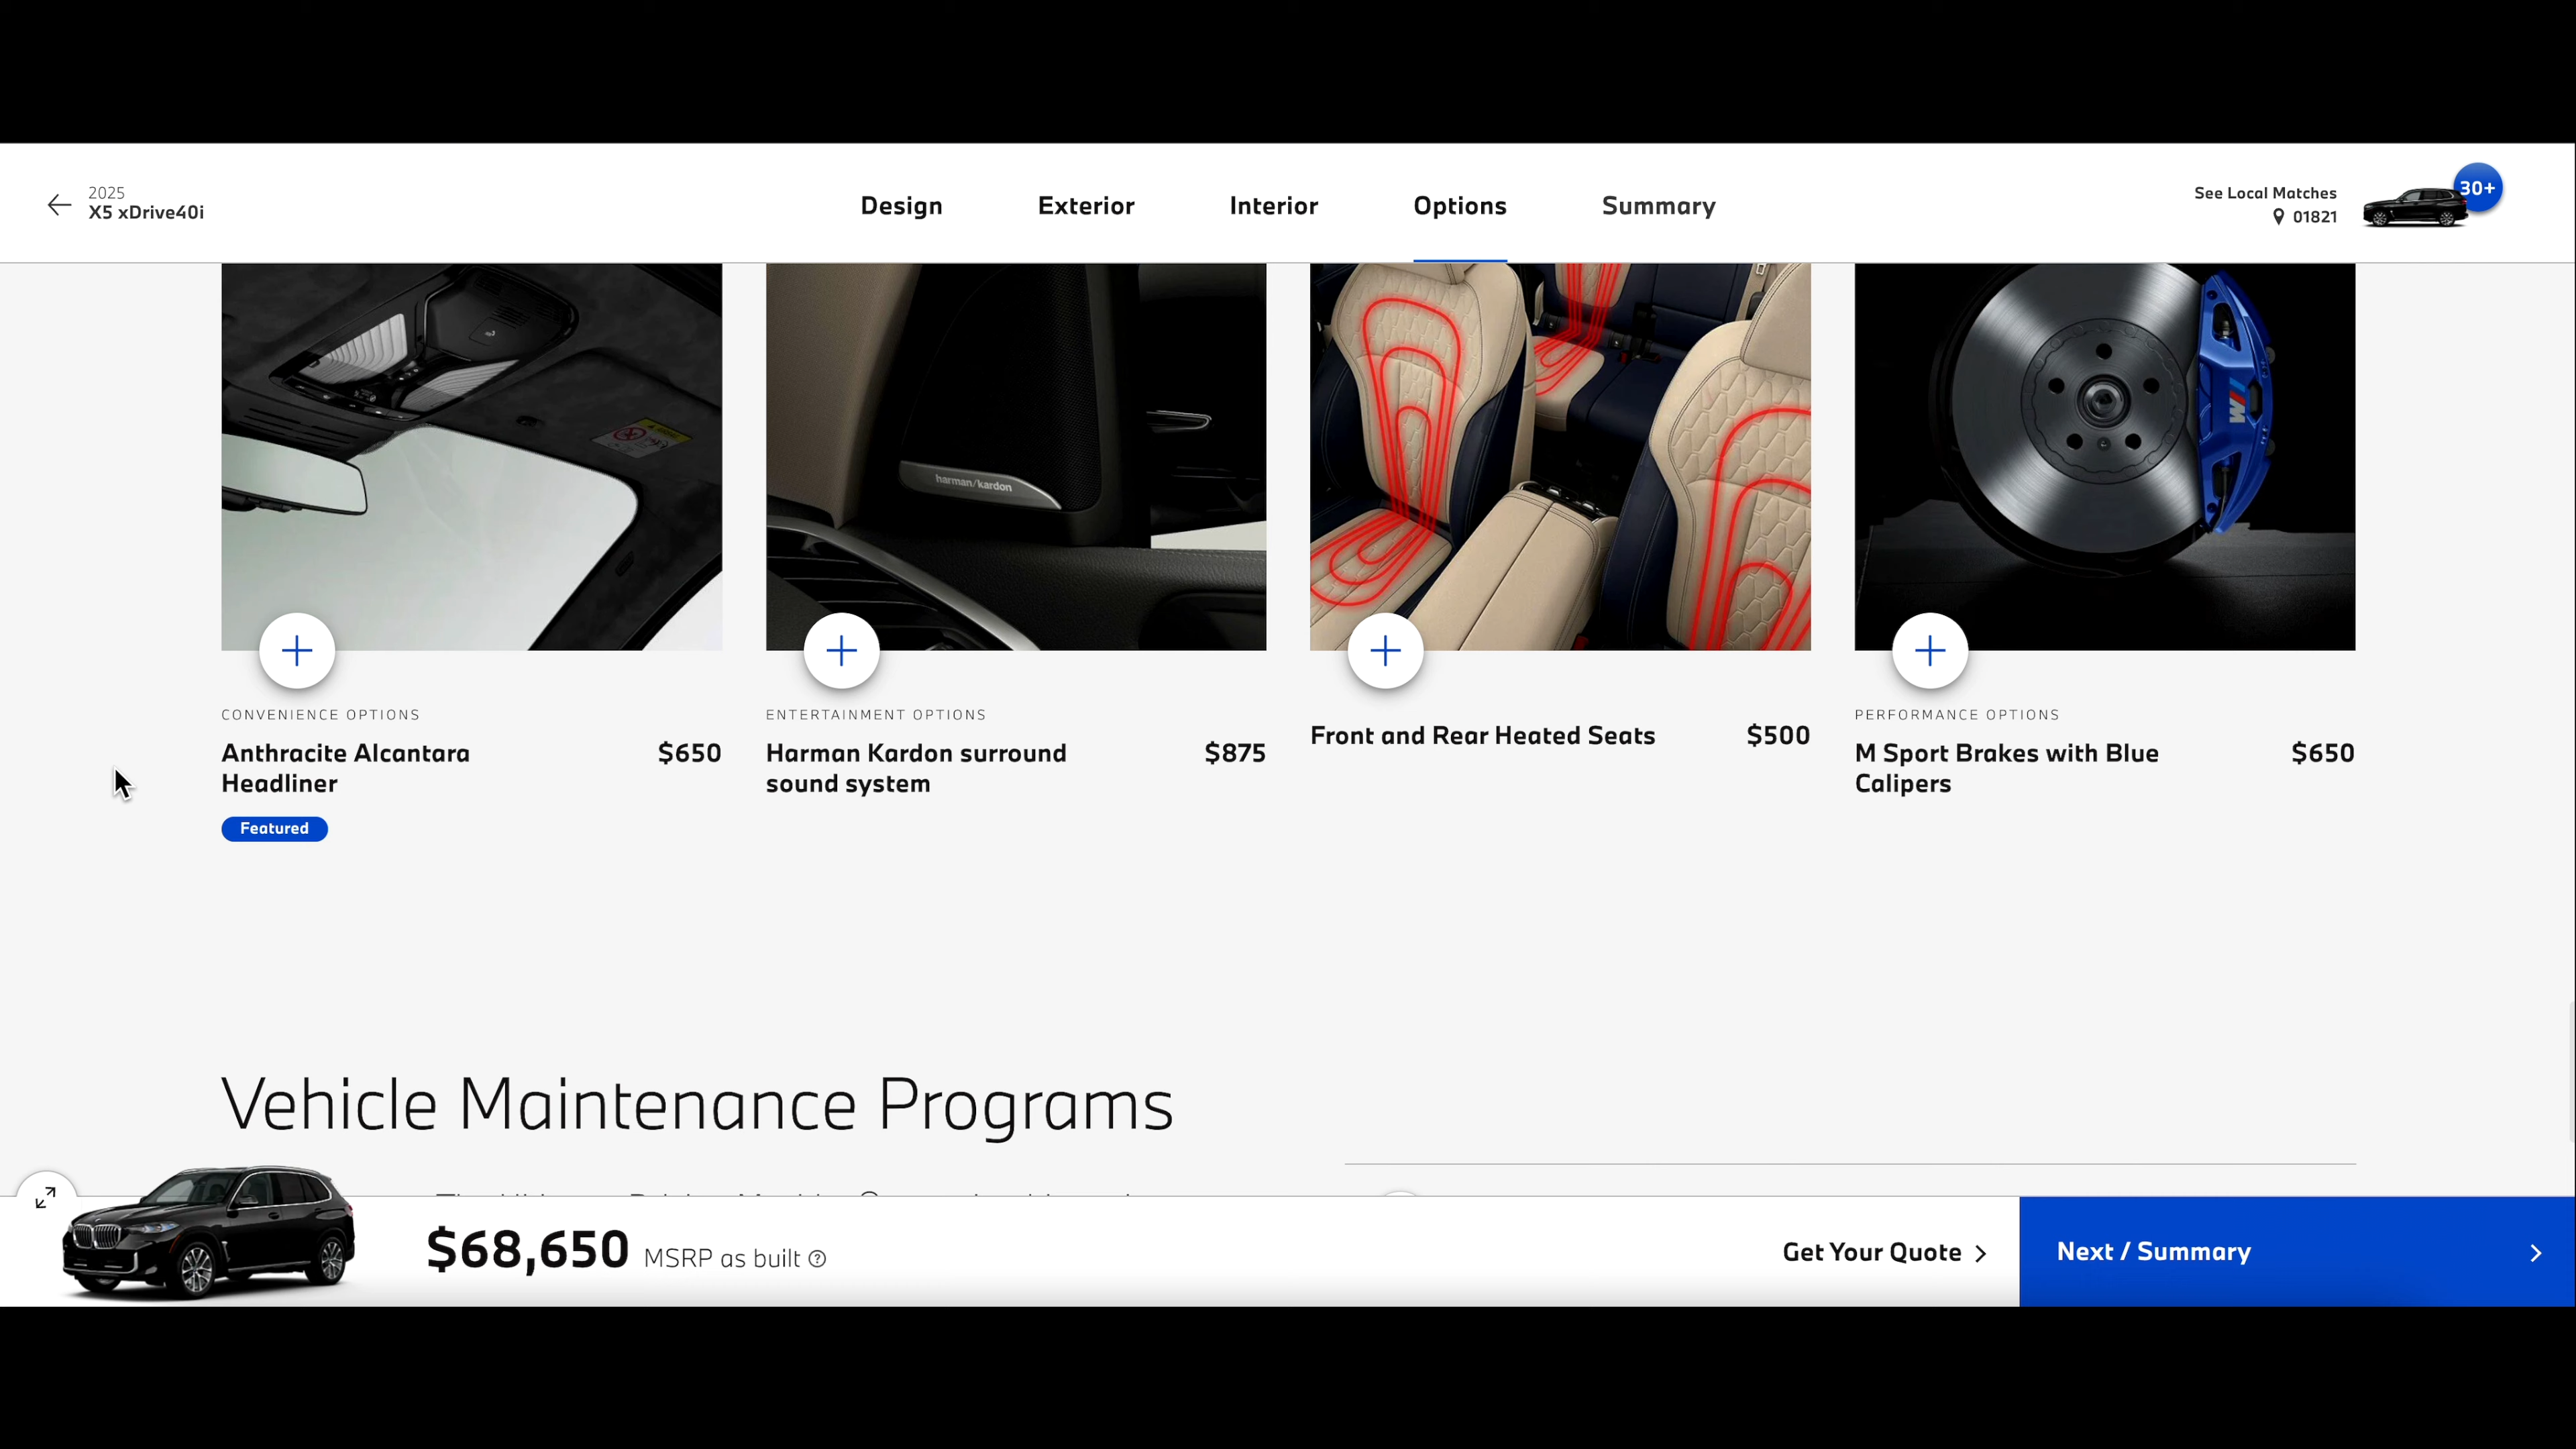 2025
X5 xDrive40i
Design
Exterior
Interior
Options
Summary
See Local Matches
01821
30+
harman/kardon
CONVENIENCE OPTIONS
Anthracite Alcantara
Headliner
$650
Featured
ENTERTAINMENT OPTIONS
Harman Kardon surround
sound system
$875
Front and Rear Heated Seats
$500
PERFORMANCE OPTIONS
M Sport Brakes with Blue
Calipers
$650
Vehicle Maintenance Programs
$68,650 MSRP as built
Get Your Quote
Next / Summary